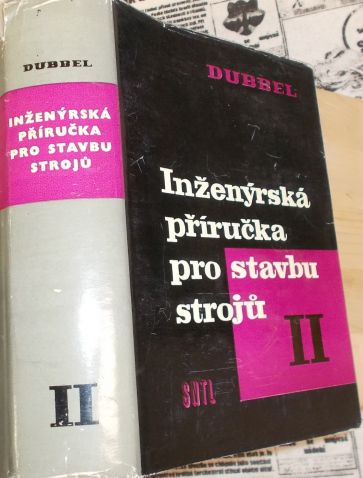 DUBBEL
INŽENÝRSKÁ
PŘÍRUČKA
PRO STAVBU
STROJŮ
II
DUBBEL
Inženýrská
příručka
pro stavbu
strojů
II
SNTL